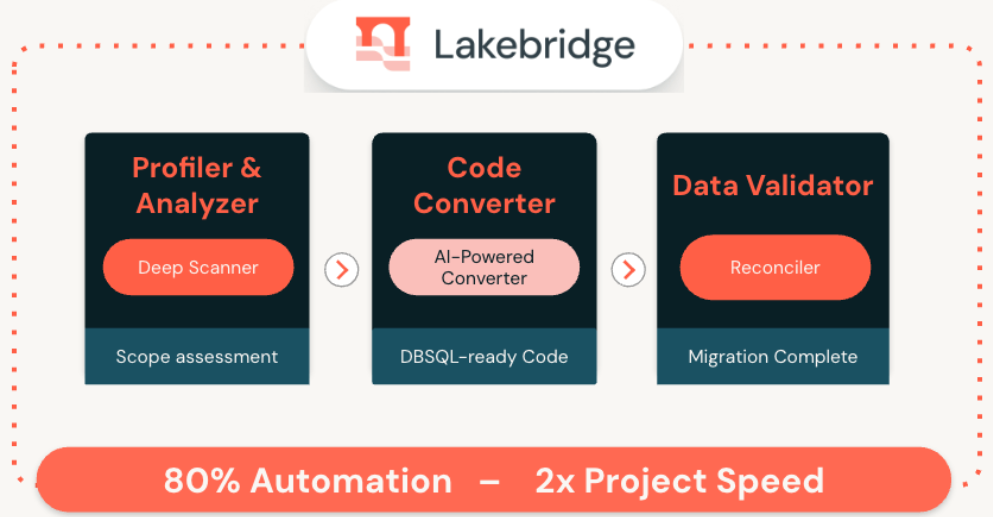 Lakebridge
Profiler &
Analyzer
Deep Scanner
Scope assessment
Code
Converter
AI-Powered
Converter
DBSQL-ready Code
Data Validator
Reconciler
Migration Complete
80% Automation – 2x Project Speed